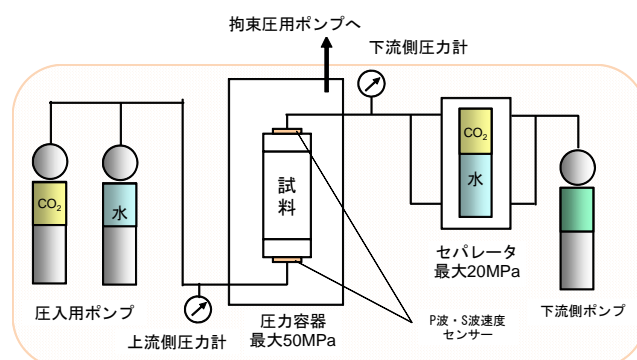 拘束圧用ポンプへ
下流側圧力計
CO2
水
試料
CO2
水
セパレータ
最大20MPa
圧入用ポンプ
上流側圧力計
圧力容器
最大50MPa
P波・S波速度
センサー
下流側ポンプ